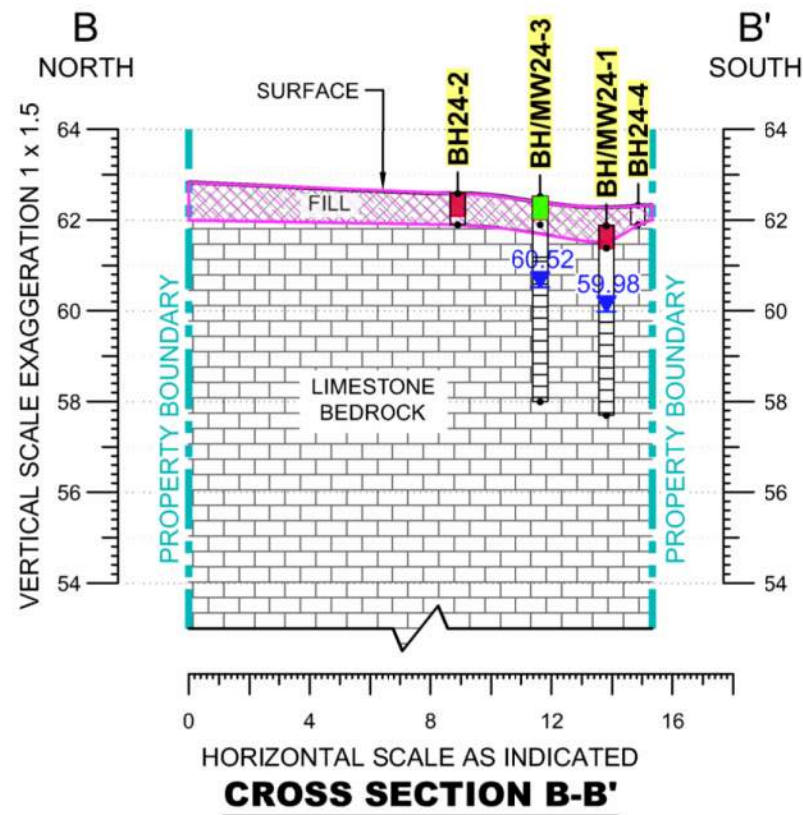 B
NORTH
B'
SOUTH
SURFACE
BH24-2
BH/MW24-3
BH/MW24-1
BH24-4
VERTICAL SCALE EXAGGERATION 1 x 1.5
64
62
60
58
56
54
PROPERTY BOUNDARY
FILL
60.52
59.98
LIMESTONE
BEDROCK
PROPERTY BOUNDARY
64
62
60
58
56
54
0 4 8 12 16
HORIZONTAL SCALE AS INDICATED
CROSS SECTION B-B'